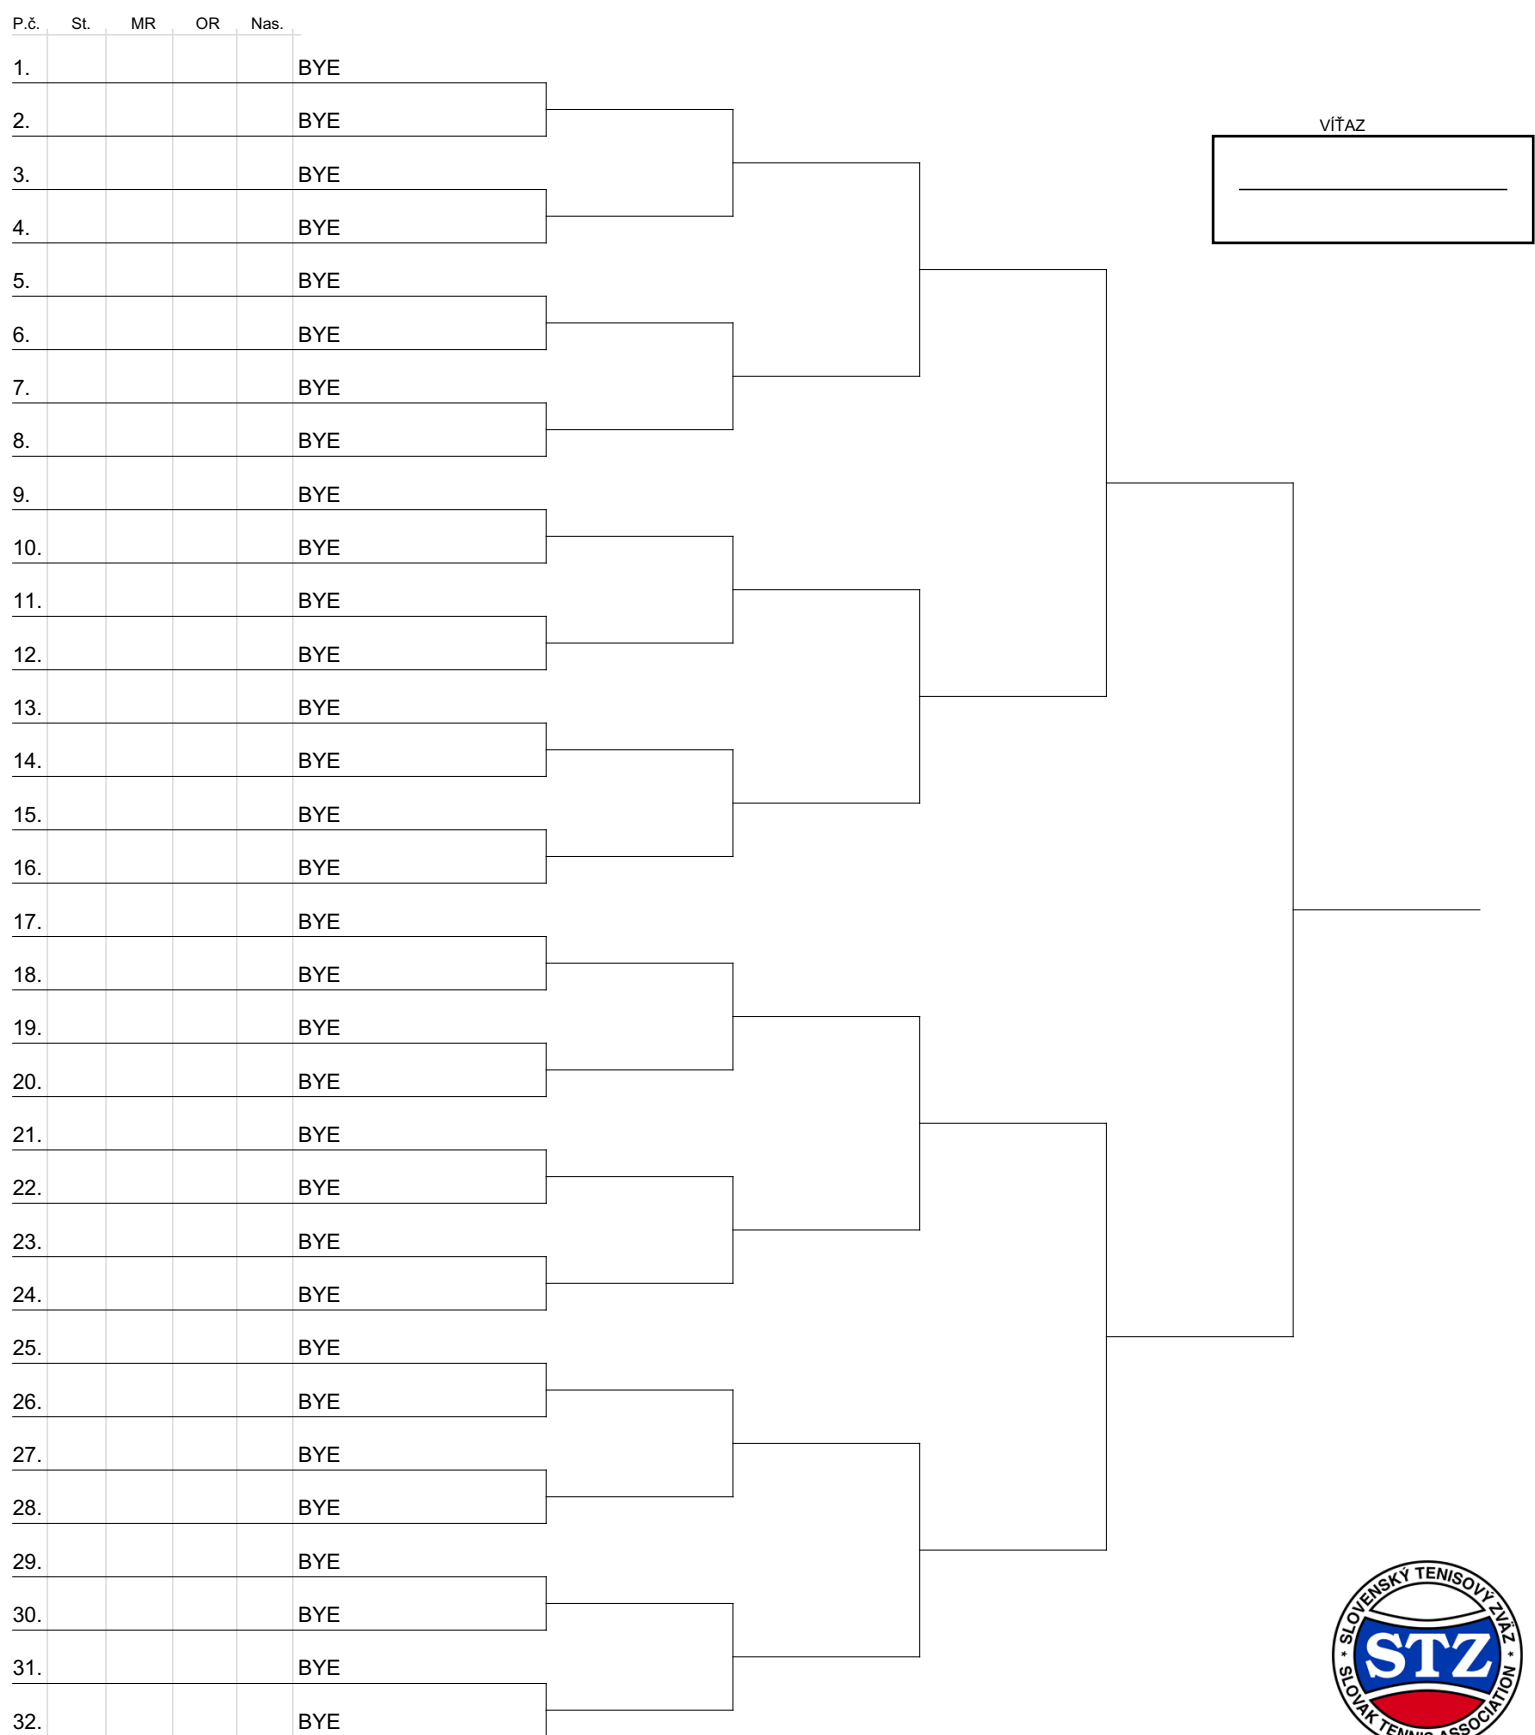 P.č. St. MR OR Nas.
1. BYE
2. BYE
VÍŤAZ
3. BYE
4. BYE
5. BYE
6. BYE
7. BYE
8. BYE
9. BYE
10. BYE
11. BYE
12. BYE
13. BYE
14. BYE
15. BYE
16. BYE
17. BYE
18. BYE
19. BYE
20. BYE
21. BYE
22. BYE
23. BYE
24. BYE
25. BYE
26. BYE
27. BYE
28. BYE
29. BYE
30. BYE
31. BYE
32. BYE
SLOVENSKÝ TENISOVÝ ZVÄZ
STZ
SLOVAK TENNIS ASSOCIATION